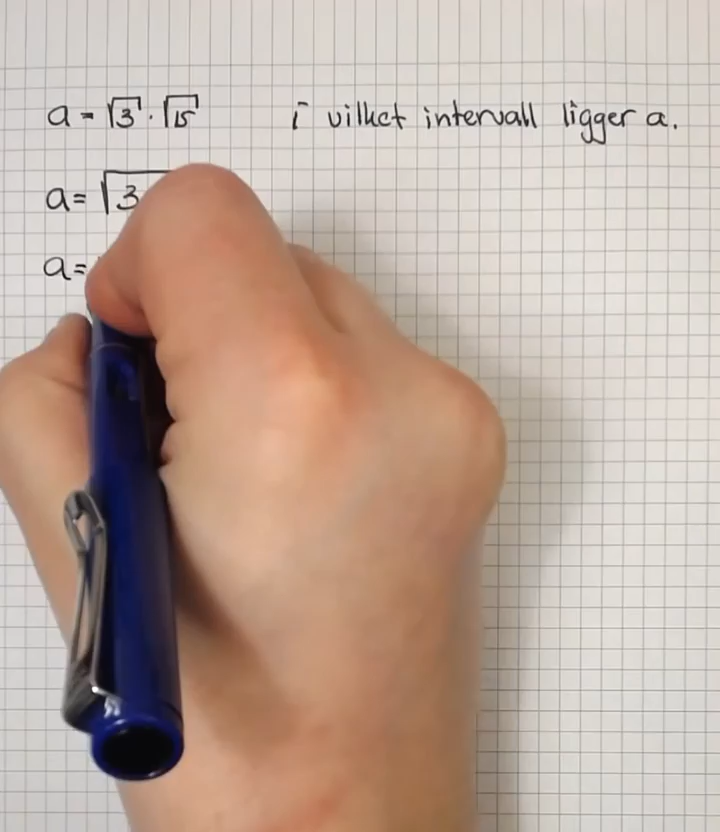 a = √3 · √15 i vilket intervall ligger a.
a = √3
a =